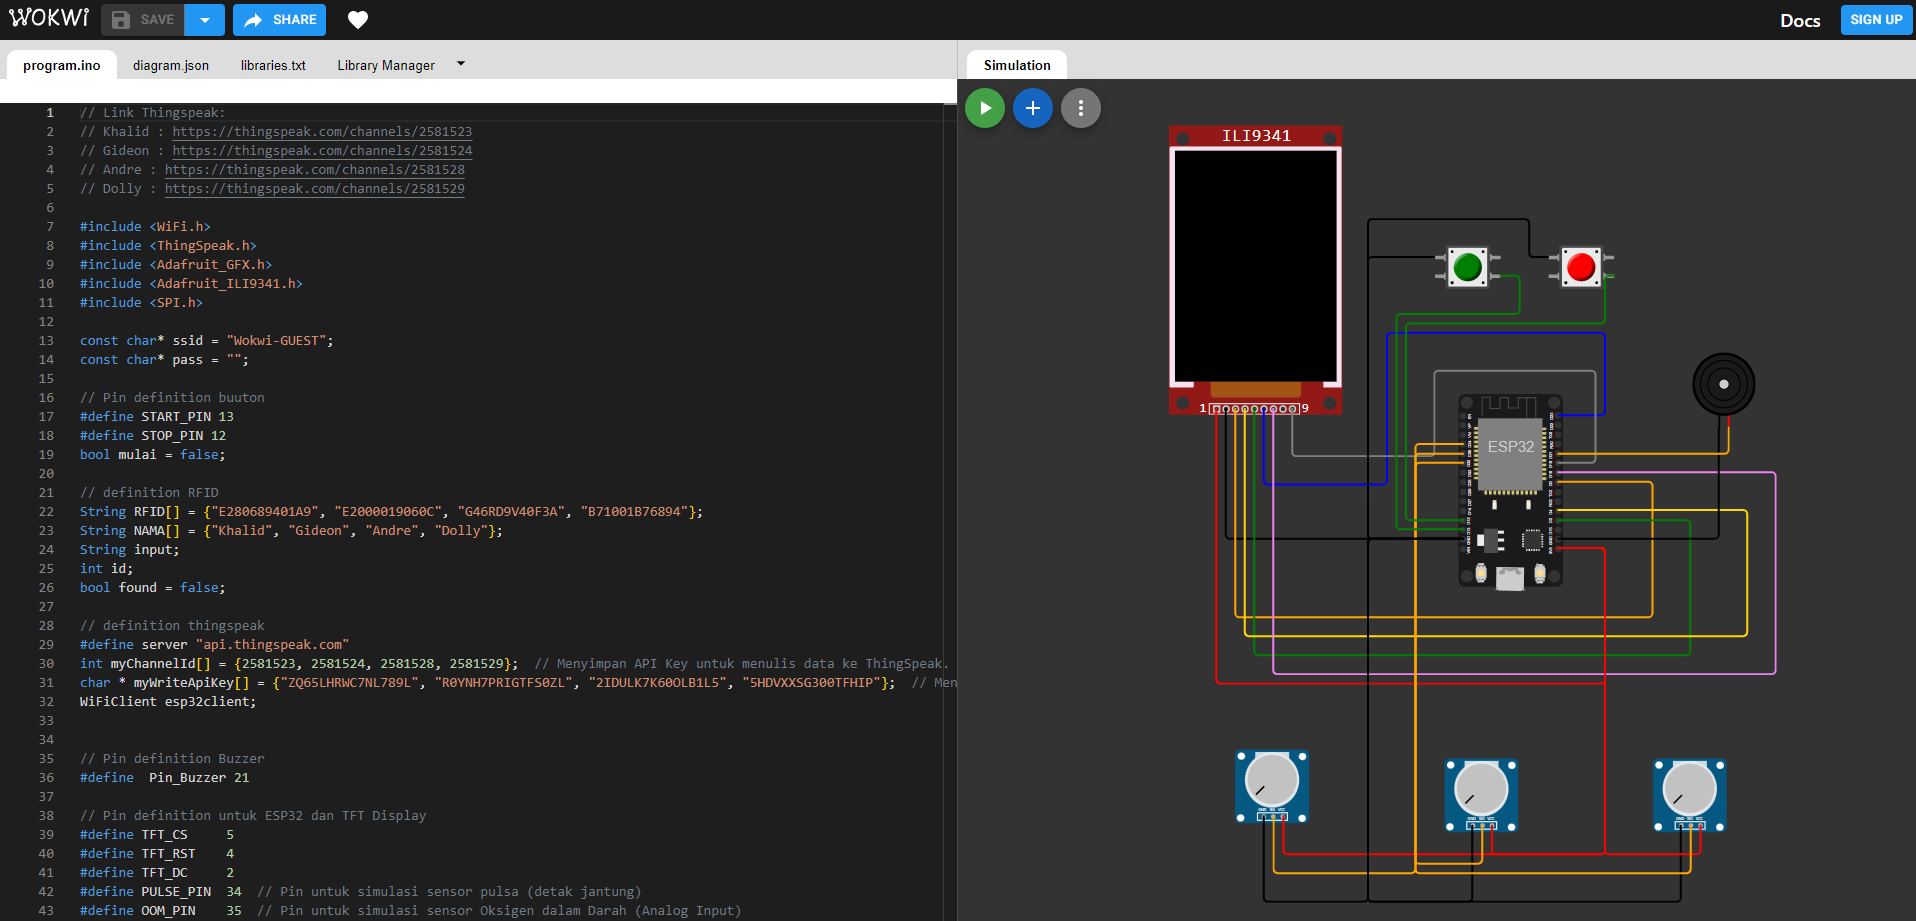 WOKWI
SAVE
SHARE
Docs
SIGN UP
program.ino
diagram.json
libraries.txt
Library Manager
Simulation
1 // Link Thingspeak:
2 // Khalid : https://thingspeak.com/channels/2581523
3 // Gideon : https://thingspeak.com/channels/2581524
4 // Andre : https://thingspeak.com/channels/2581528
5 // Dolly : https://thingspeak.com/channels/2581529
6
7 #include <WiFi.h>
8 #include <ThingSpeak.h>
9 #include <Adafruit_GFX.h>
10 #include <Adafruit_ILI9341.h>
11 #include <SPI.h>
12
13 const char* ssid = "Wokwi-GUEST";
14 const char* pass = "";
15
16 // Pin definition buuton
17 #define START_PIN 13
18 #define STOP_PIN 12
19 bool mulai = false;
20
21 // definition RFID
22 String RFID[] = {"E280689401A9", "E2000019060C", "G46RD9V40F3A", "B71001B76894"};
23 String NAMA[] = {"Khalid", "Gideon", "Andre", "Dolly"};
24 String input;
25 int id;
26 bool found = false;
27
28 // definition thingspeak
29 #define server "api.thingspeak.com"
30 int myChannelId[] = {2581523, 2581524, 2581528, 2581529};  // Menyimpan API Key untuk menulis data ke ThingSpeak.
31 char * myWriteApiKey[] = {"ZQ65LHRWC7NL789L", "R0YNH7PRIGTFS0ZL", "2IDULK7K60OLB1L5", "5HDVXXSG300TFHIP"};  // Men
32 WiFiClient esp32client;
33
34
35 // Pin definition Buzzer
36 #define  Pin_Buzzer 21
37
38 // Pin definition untuk ESP32 dan TFT Display
39 #define TFT_CS     5
40 #define TFT_RST    4
41 #define TFT_DC     2
42 #define PULSE_PIN  34  // Pin untuk simulasi sensor pulsa (detak jantung)
43 #define OOM_PIN    35  // Pin untuk simulasi sensor Oksigen dalam Darah (Analog Input)
ILI9341
1 9
ESP32
GND SIG VCC
GND SIG VCC
GND SIG VCC